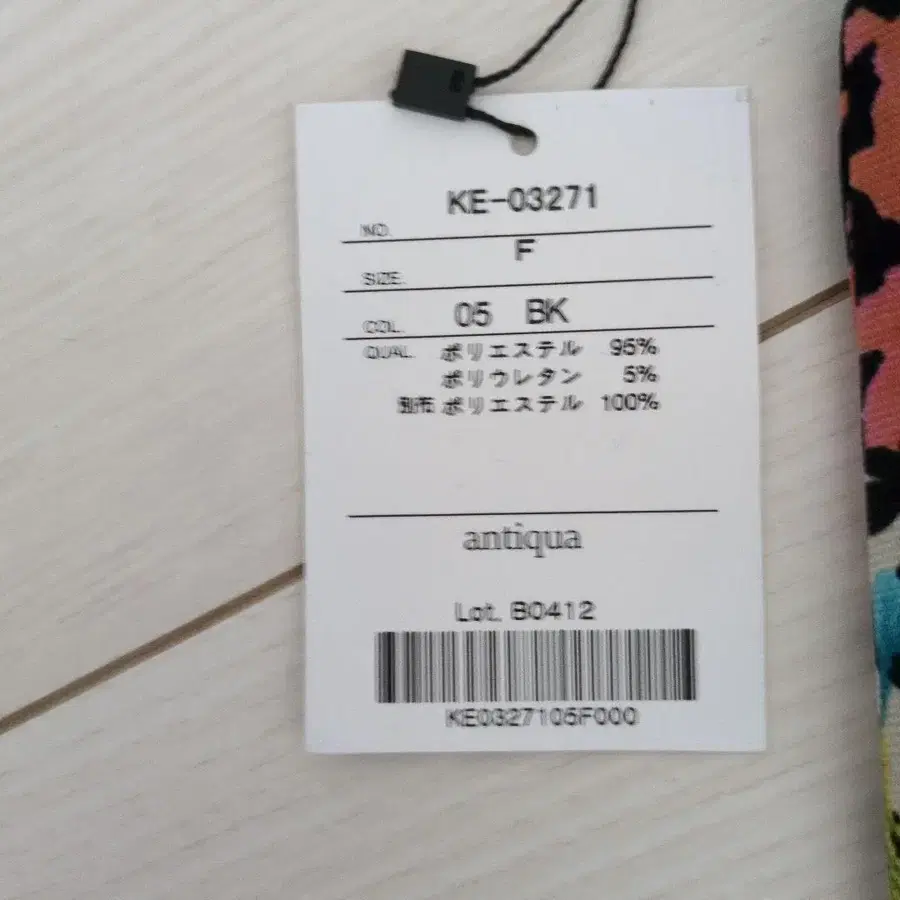 KE-03271
NO.
F
SIZE.
05 BK
COL.
QUAL. ポリエステル 95%
ポリウレタン 5%
別布 ポリエステル 100%
antiqua
Lot. B0412
KE0327105F000